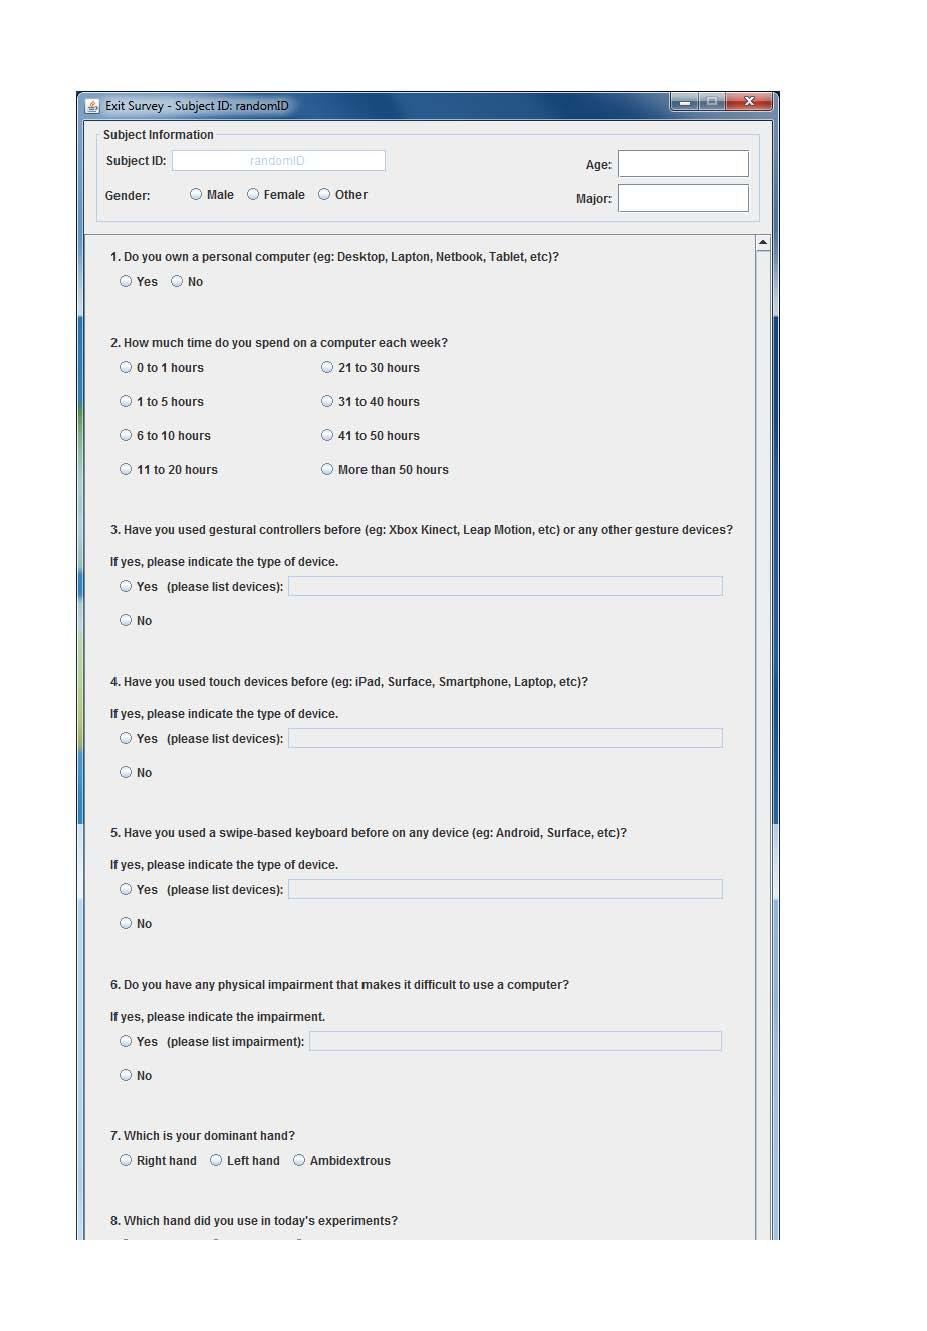 Exit Survey - Subject ID: randomID
Subject Information
Subject ID: randomID
Age:
Gender: Male Female Other
Major:
1. Do you own a personal computer (eg: Desktop, Lapton, Netbook, Tablet, etc)?
Yes No
2. How much time do you spend on a computer each week?
0 to 1 hours 21 to 30 hours
1 to 5 hours 31 to 40 hours
6 to 10 hours 41 to 50 hours
11 to 20 hours More than 50 hours
3. Have you used gestural controllers before (eg: Xbox Kinect, Leap Motion, etc) or any other gesture devices?
If yes, please indicate the type of device.
Yes (please list devices):
No
4. Have you used touch devices before (eg: iPad, Surface, Smartphone, Laptop, etc)?
If yes, please indicate the type of device.
Yes (please list devices):
No
5. Have you used a swipe-based keyboard before on any device (eg: Android, Surface, etc)?
If yes, please indicate the type of device.
Yes (please list devices):
No
6. Do you have any physical impairment that makes it difficult to use a computer?
If yes, please indicate the impairment.
Yes (please list impairment):
No
7. Which is your dominant hand?
Right hand Left hand Ambidextrous
8. Which hand did you use in today's experiments?